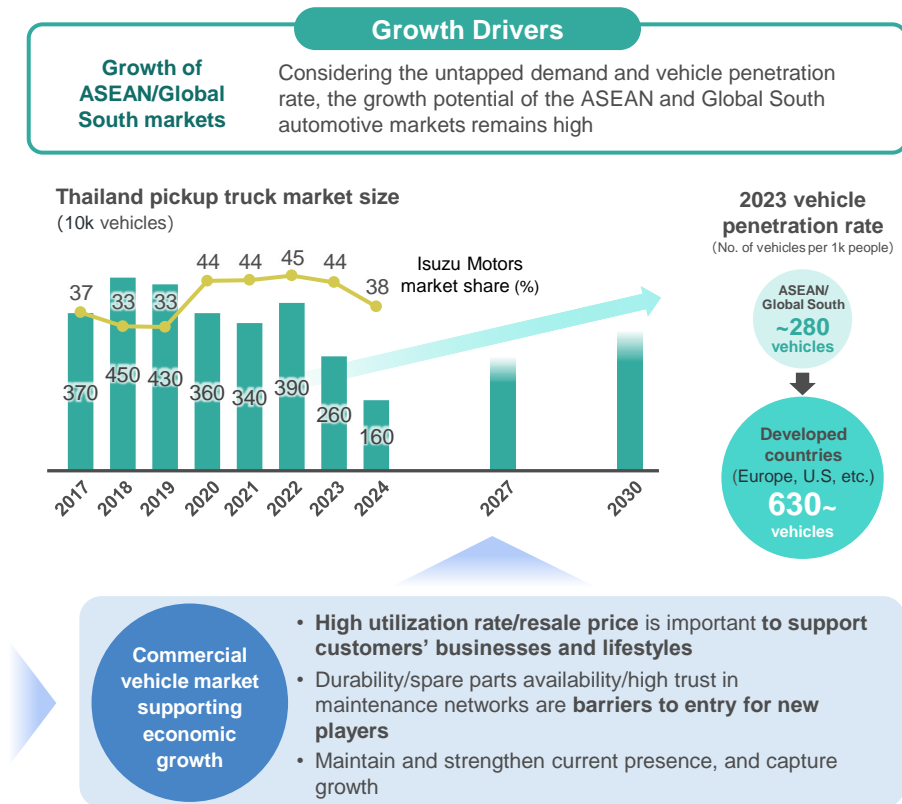 Growth Drivers
Growth of
ASEAN/Global
South markets
Considering the untapped demand and vehicle penetration
rate, the growth potential of the ASEAN and Global South
automotive markets remains high
Thailand pickup truck market size
(10k vehicles)
Isuzu Motors
market share (%)
37
33
33
44
44
45
44
38
370
450
430
360
340
390
260
160
2017
2018
2019
2020
2021
2022
2023
2024
2027
2030
2023 vehicle
penetration rate
(No. of vehicles per 1k people)
ASEAN/
Global South
~280
vehicles
Developed
countries
(Europe, U.S, etc.)
630~
vehicles
Commercial
vehicle market
supporting
economic
growth
• High utilization rate/resale price is important to support
customers' businesses and lifestyles
• Durability/spare parts availability/high trust in
maintenance networks are barriers to entry for new
players
• Maintain and strengthen current presence, and capture
growth